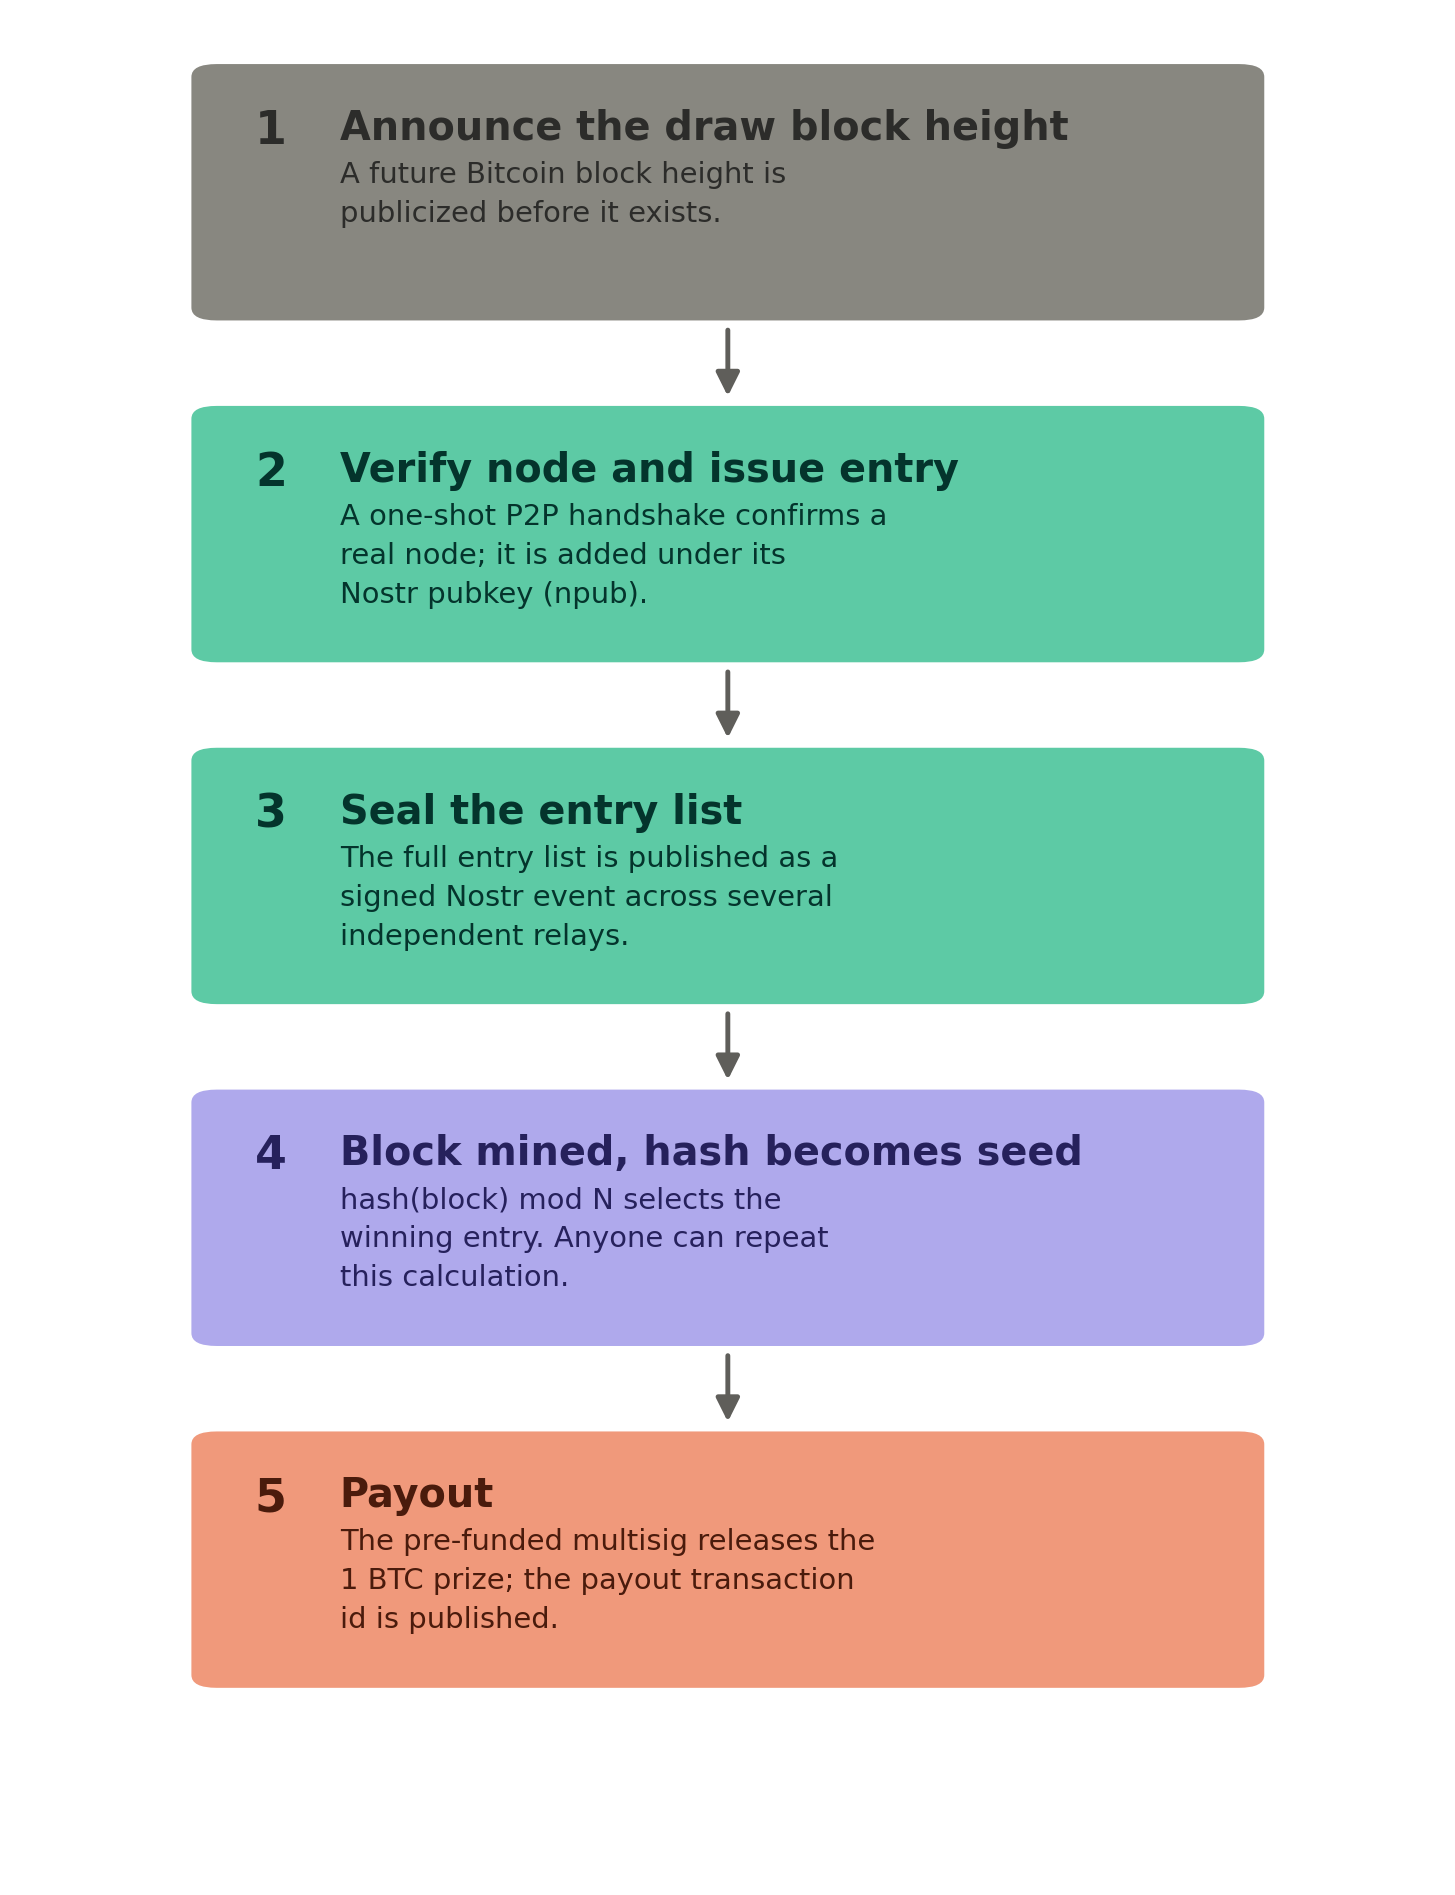 1 Announce the draw block height
A future Bitcoin block height is
publicized before it exists.
2 Verify node and issue entry
A one-shot P2P handshake confirms a
real node; it is added under its
Nostr pubkey (npub).
3 Seal the entry list
The full entry list is published as a
signed Nostr event across several
independent relays.
4 Block mined, hash becomes seed
hash(block) mod N selects the
winning entry. Anyone can repeat
this calculation.
5 Payout
The pre-funded multisig releases the
1 BTC prize; the payout transaction
id is published.